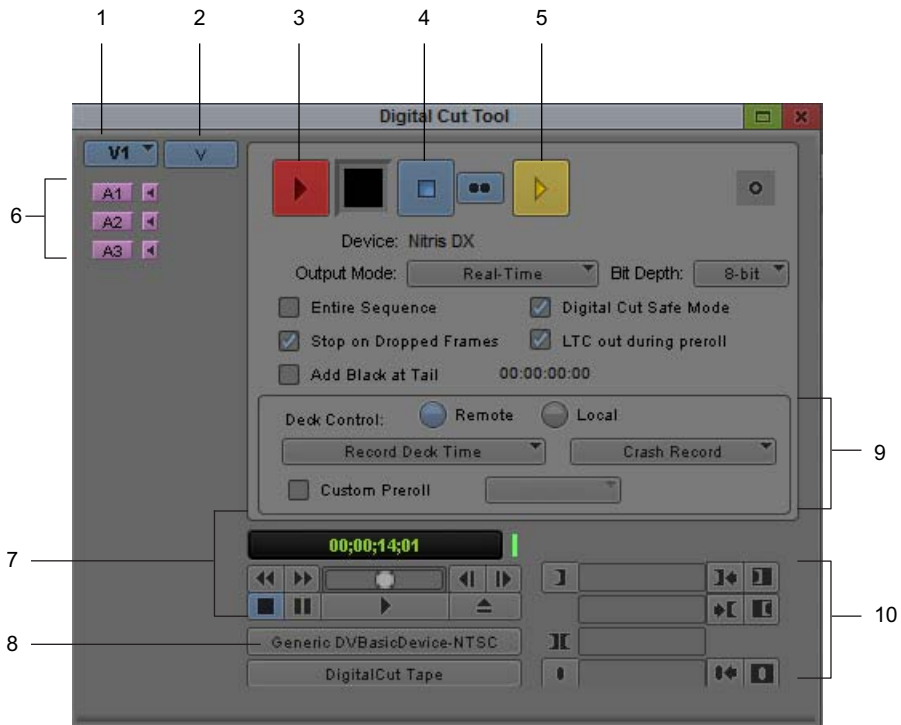 1 2 3 4 5
Digital Cut Tool
V1 V
6
A1
A2
A3
Device: Nitris DX
Output Mode: Real-Time Bit Depth: 8-bit
Entire Sequence Digital Cut Safe Mode
Stop on Dropped Frames LTC out during preroll
Add Black at Tail 00:00:00:00
Deck Control: Remote Local
9
Record Deck Time Crash Record
Custom Preroll
7
00;00;14;01
10
8
Generic DVBasicDevice-NTSC
DigitalCut Tape